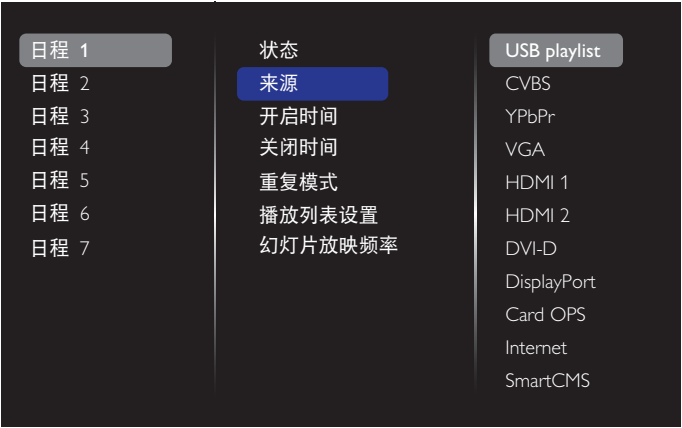 日程 1
日程 2
日程 3
日程 4
日程 5
日程 6
日程 7
状态
来源
开启时间
关闭时间
重复模式
播放列表设置
幻灯片放映频率
USB playlist
CVBS
YPbPr
VGA
HDMI 1
HDMI 2
DVI-D
DisplayPort
Card OPS
Internet
SmartCMS